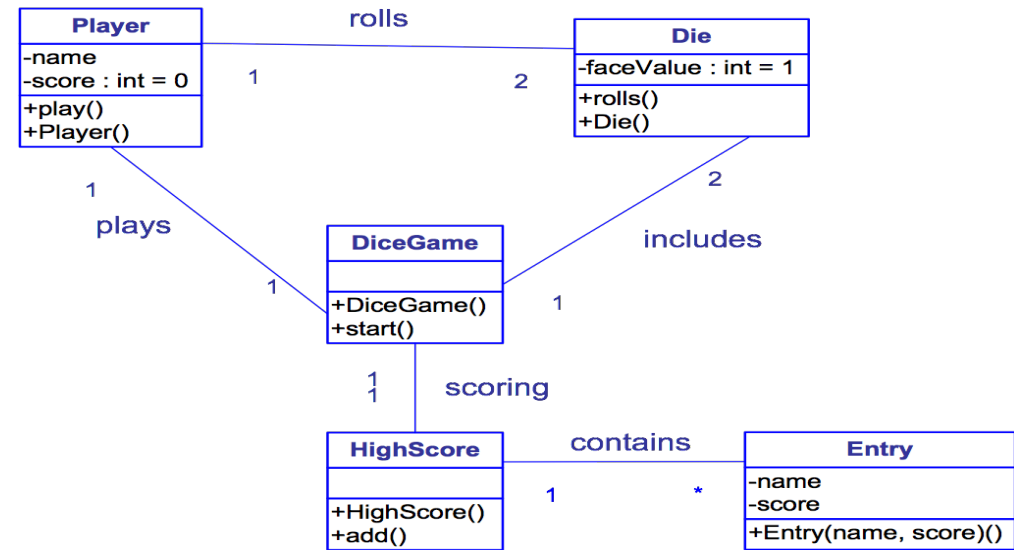 rolls
Player
-name
-score : int = 0
+play()
+Player()
1
2
Die
-faceValue : int = 1
+rolls()
+Die()
1
plays
1
2
includes
1
DiceGame
+DiceGame()
+start()
1
1
scoring
HighScore
+HighScore()
+add()
contains
1
*
Entry
-name
-score
+Entry(name, score)()